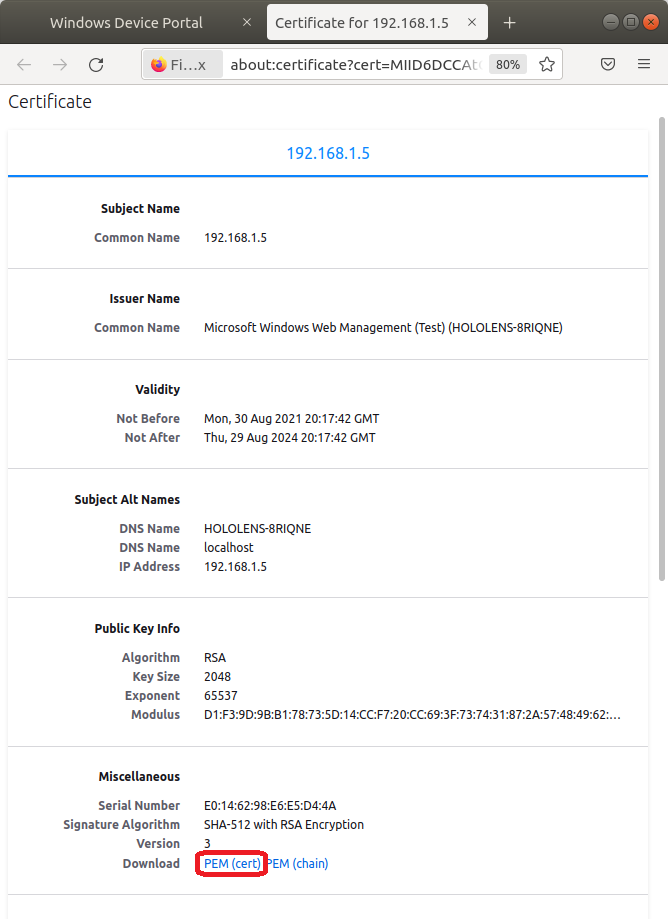 Windows Device Portal
Certificate for 192.168.1.5
Fi…x about:certificate?cert=MIID6DCCAt 80%
Certificate
192.168.1.5
Subject Name
Common Name 192.168.1.5
Issuer Name
Common Name Microsoft Windows Web Management (Test) (HOLOLENS-8RIQNE)
Validity
Not Before Mon, 30 Aug 2021 20:17:42 GMT
Not After Thu, 29 Aug 2024 20:17:42 GMT
Subject Alt Names
DNS Name HOLOLENS-8RIQNE
DNS Name localhost
IP Address 192.168.1.5
Public Key Info
Algorithm RSA
Key Size 2048
Exponent 65537
Modulus D1:F3:9D:9B:B1:78:73:5D:14:CC:F7:20:CC:69:3F:73:74:31:87:2A:57:48:49:62:…
Miscellaneous
Serial Number E0:14:62:98:E6:E5:D4:4A
Signature Algorithm SHA-512 with RSA Encryption
Version 3
Download PEM (cert) PEM (chain)